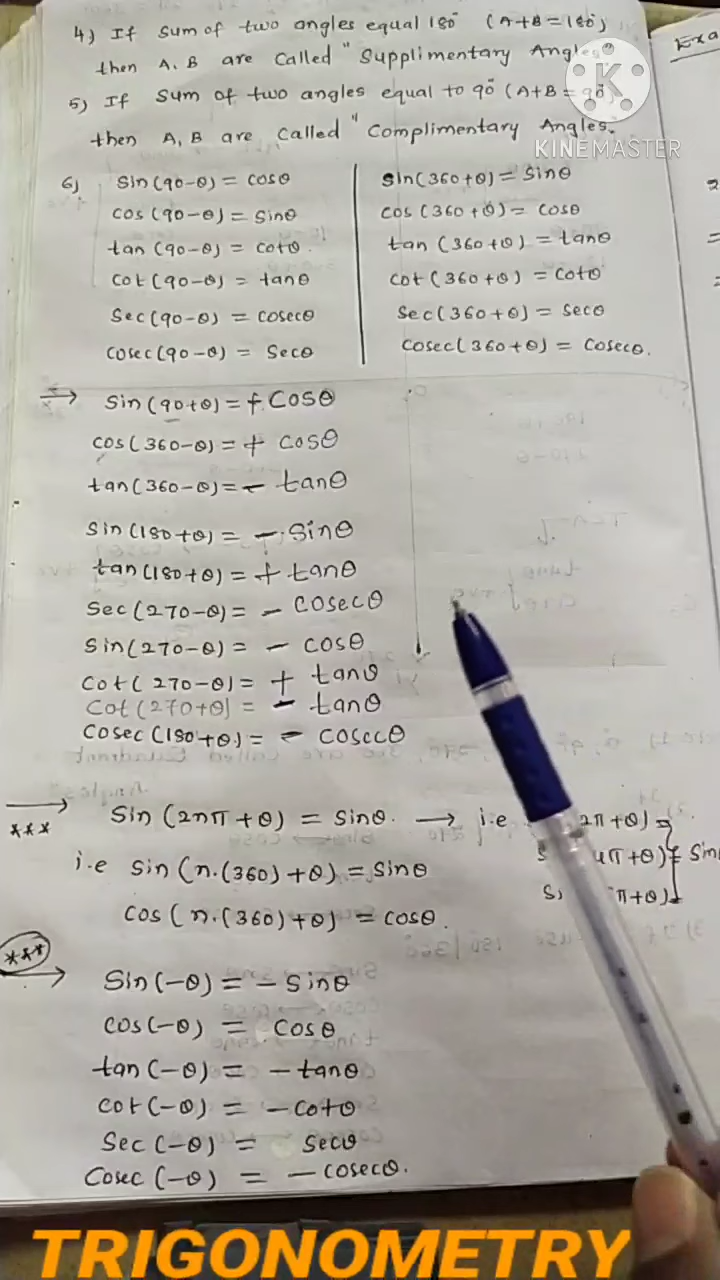 4) If Sum of two angles equal 180° (A+B=180°)
then A, B are called "Supplimentary Angles"
5) If Sum of two angles equal to 90° (A+B=90°)
then A, B are called "Complimentary Angles.
KINEMASTER
6) Sin(90-θ) = cosθ
cos(90-θ) = sinθ
tan(90-θ) = cotθ
cot(90-θ) = tanθ
Sec(90-θ) = cosecθ
cosec(90-θ) = Secθ
sin(360+θ) = sinθ
cos(360+θ) = cosθ
tan(360+θ) = tanθ
cot(360+θ) = cotθ
Sec(360+θ) = secθ
cosec(360+θ) = cosecθ.
Sin(90+θ) = + Cosθ
cos(360-θ) = + cosθ
tan(360-θ) = - tanθ
sin(180+θ) = - sinθ
tan(180+θ) = + tanθ
Sec(270-θ) = - cosecθ
Sin(270-θ) = - cosθ
Cot(270-θ) = + tanθ
Cot(270+θ) = - tanθ
Cosec(180+θ) = - cosecθ
*** Sin(2nπ+θ) = sinθ. → i.e 2π+θ) =
i.e Sin(n.(360)+θ) = sinθ
π+θ) = Sin
cos(n.(360)+θ) = cosθ.
S π+θ) =
***
Sin(-θ) = - sinθ
cos(-θ) = Cosθ
tan(-θ) = -tanθ
cot(-θ) = -cotθ
Sec(-θ) = secθ
Cosec(-θ) = -cosecθ.
TRIGONOMETRY